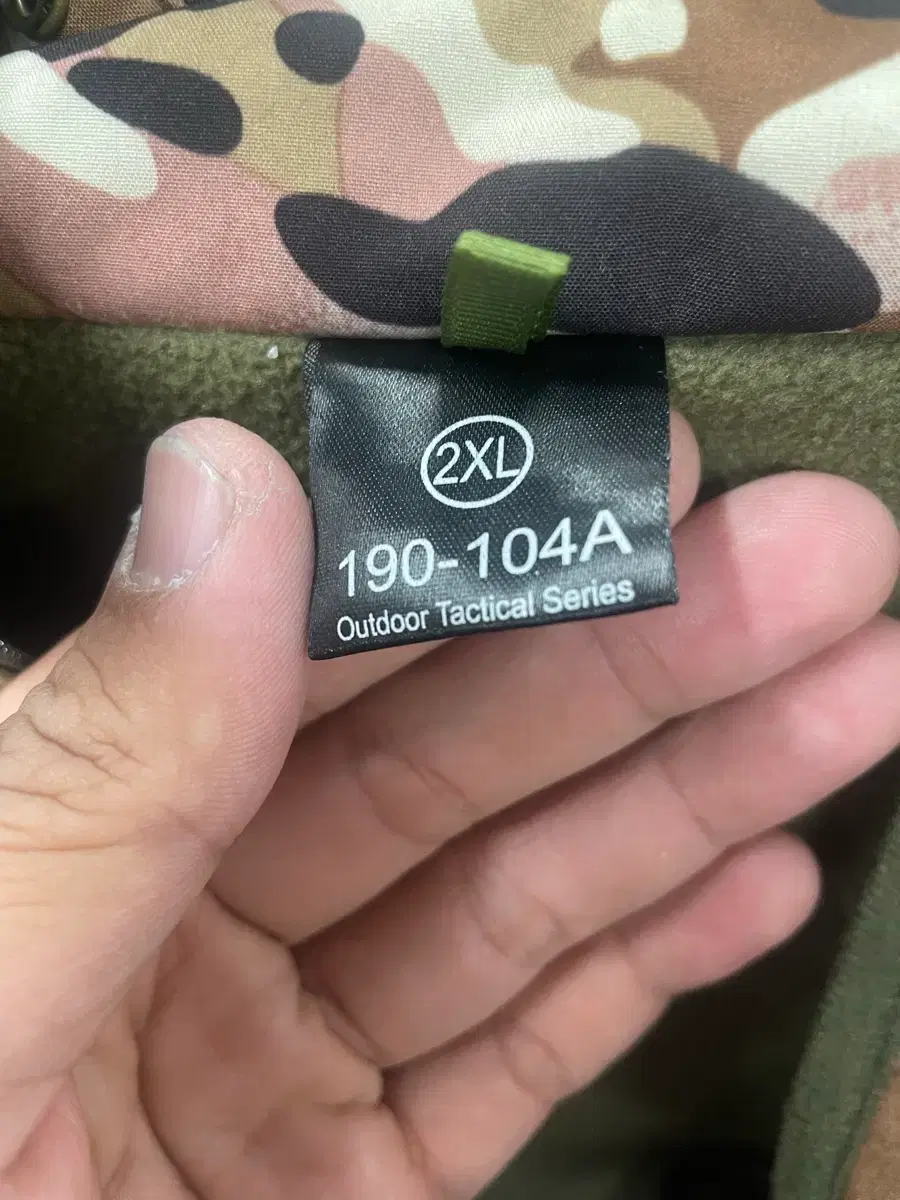 2XL
190-104A
Outdoor Tactical Series